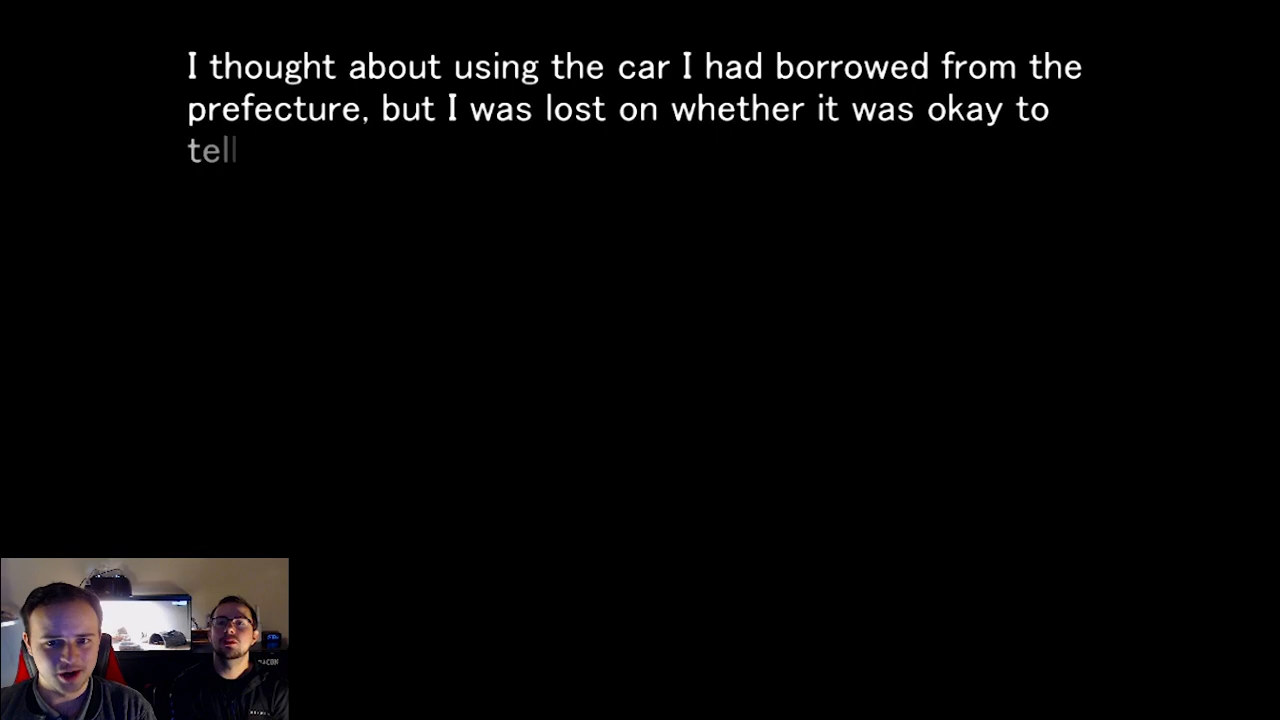 I thought about using the car I had borrowed from the
prefecture, but I was lost on whether it was okay to
tell